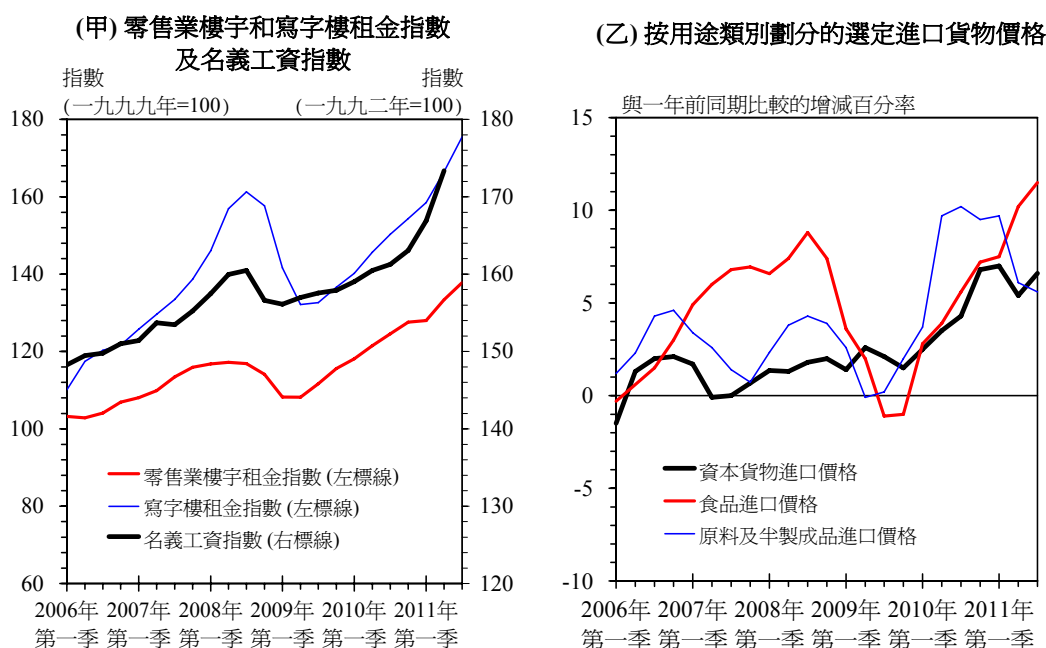 (甲) 零售業樓宇和寫字樓租金指數
及名義工資指數
指數
(一九九九年=100)
指數
(一九九二年=100)
180
160
140
120
100
80
60
180
170
160
150
140
130
120
零售業樓宇租金指數 (左標線)
寫字樓租金指數 (左標線)
名義工資指數 (右標線)
2006年 2007年 2008年 2009年 2010年 2011年
第一季 第一季 第一季 第一季 第一季 第一季
(乙) 按用途類別劃分的選定進口貨物價格
與一年前同期比較的增減百分率
15
10
5
0
-5
-10
資本貨物進口價格
食品進口價格
原料及半製成品進口價格
2006年 2007年 2008年 2009年 2010年 2011年
第一季 第一季 第一季 第一季 第一季 第一季